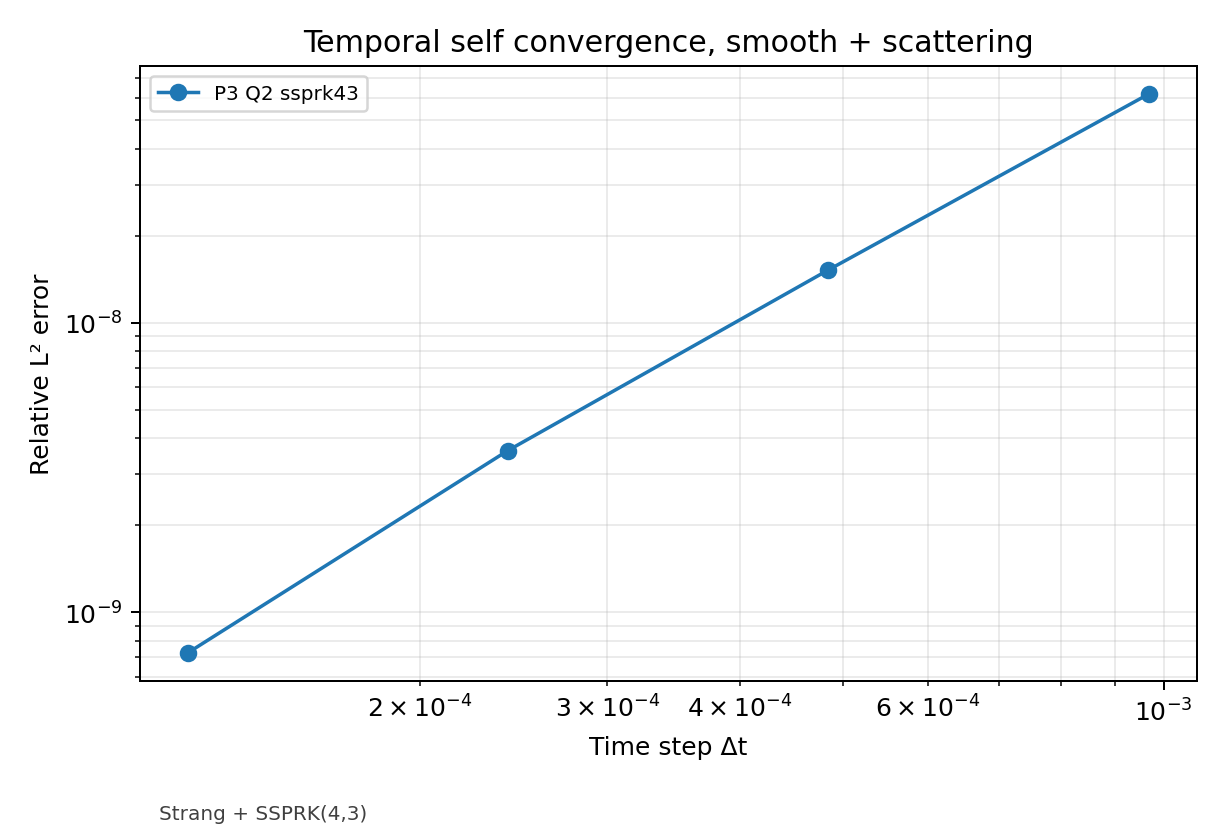 Temporal self convergence, smooth + scattering
P3 Q2 ssprk43
Relative L² error
10⁻⁸
10⁻⁹
2 × 10⁻⁴
3 × 10⁻⁴
4 × 10⁻⁴
6 × 10⁻⁴
10⁻³
Time step Δt
Strang + SSPRK(4,3)